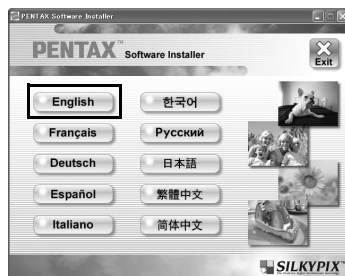 PENTAX Software Installer
PENTAX™ Software Installer
Exit
English
한국어
Français
Русский
Deutsch
日本語
Español
繁體中文
Italiano
简体中文
SILKYPIX